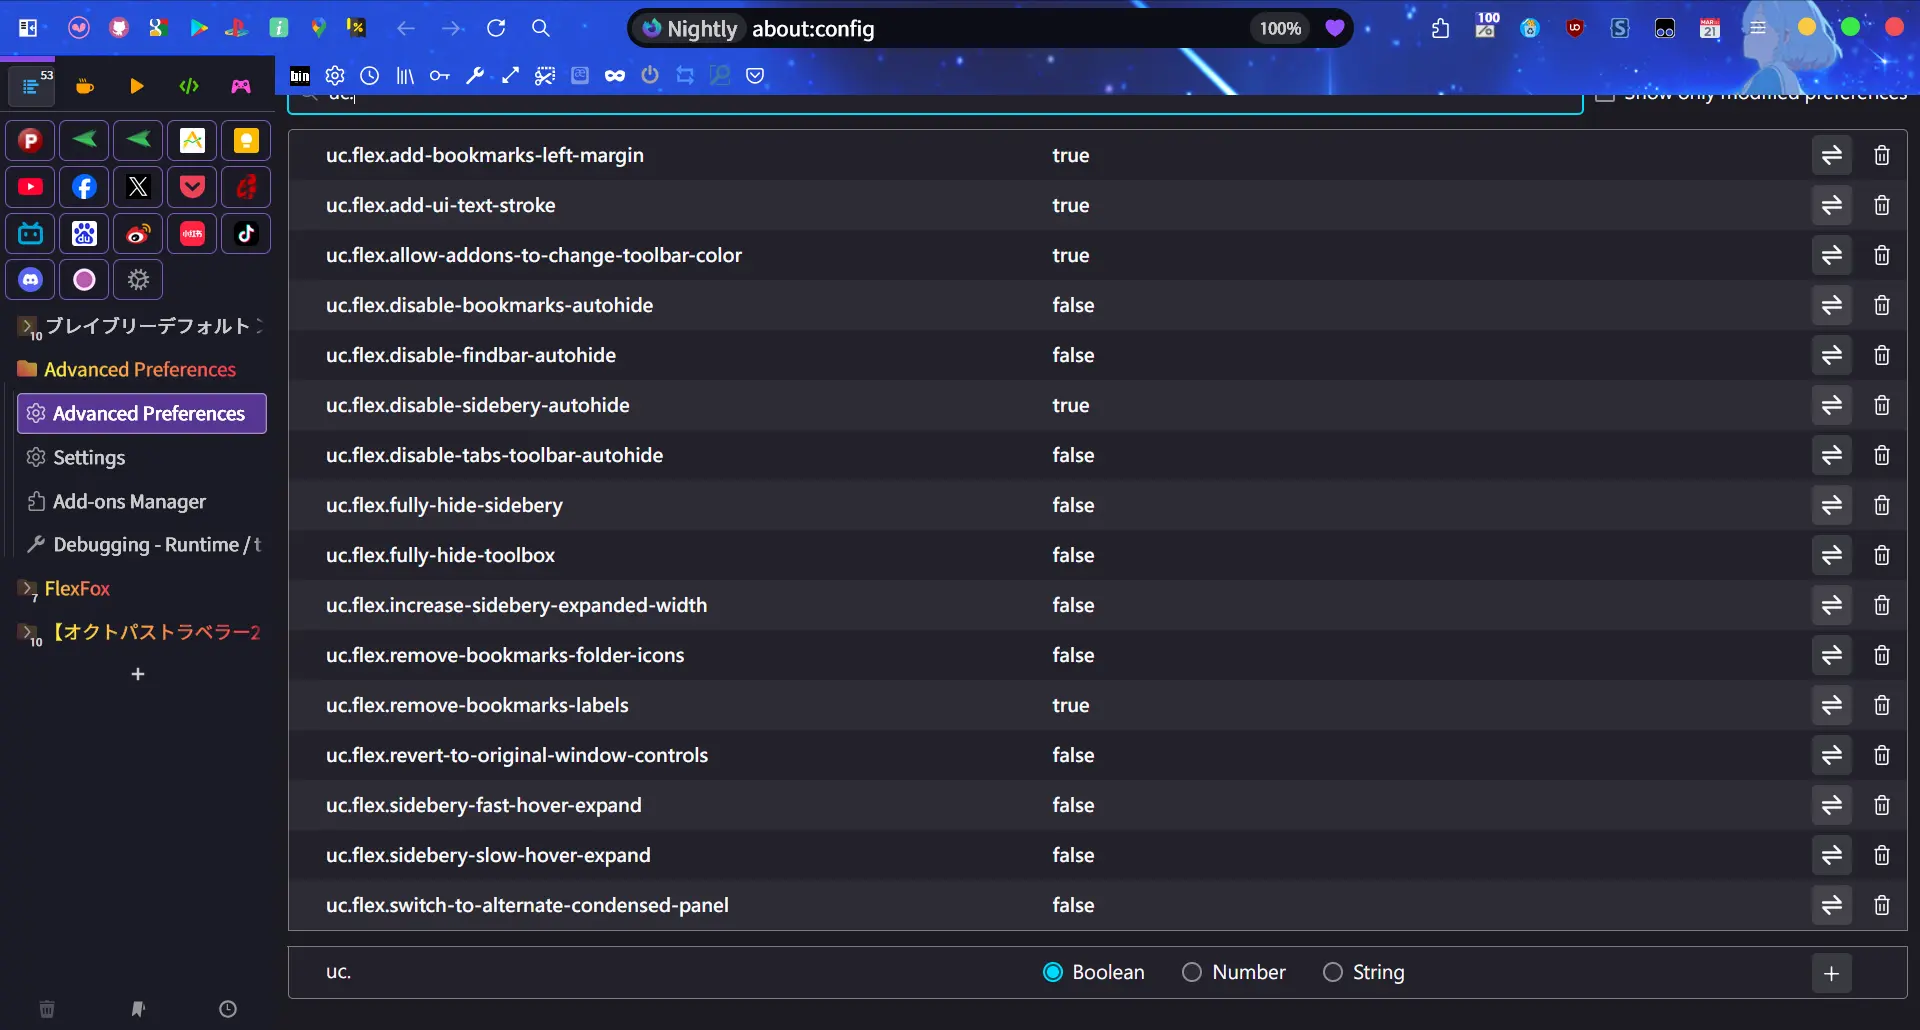 Nightly about:config 100%
100
MAR
21
53
bin
uc.
Show only modified preferences
uc.flex.add-bookmarks-left-margin true
uc.flex.add-ui-text-stroke true
uc.flex.allow-addons-to-change-toolbar-color true
uc.flex.disable-bookmarks-autohide false
uc.flex.disable-findbar-autohide false
uc.flex.disable-sidebery-autohide true
uc.flex.disable-tabs-toolbar-autohide false
uc.flex.fully-hide-sidebery false
uc.flex.fully-hide-toolbox false
uc.flex.increase-sidebery-expanded-width false
uc.flex.remove-bookmarks-folder-icons false
uc.flex.remove-bookmarks-labels true
uc.flex.revert-to-original-window-controls false
uc.flex.sidebery-fast-hover-expand false
uc.flex.sidebery-slow-hover-expand false
uc.flex.switch-to-alternate-condensed-panel false
uc. Boolean Number String
du
小红书
10 ブレイブリーデフォルト
Advanced Preferences
Advanced Preferences
Settings
Add-ons Manager
Debugging - Runtime / t
7 FlexFox
10 【オクトパストラベラー2